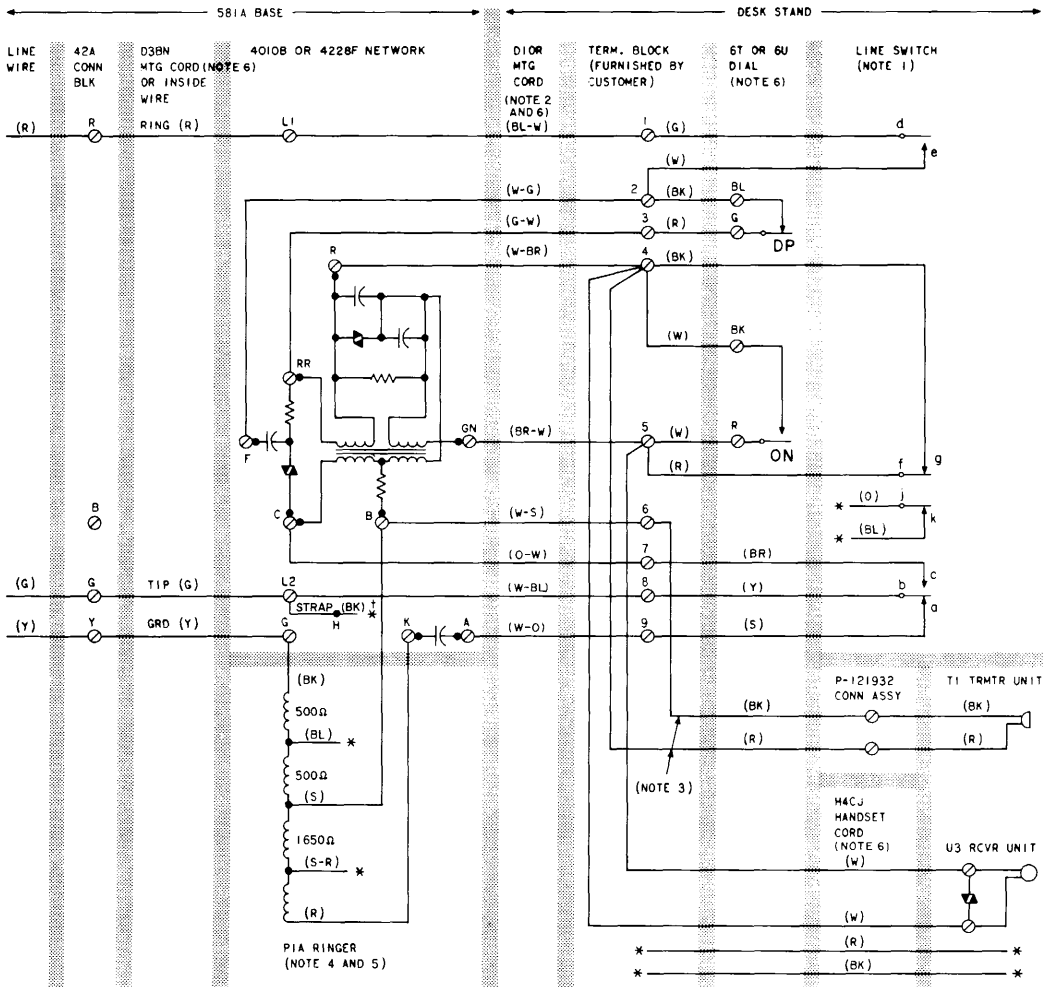 581A BASE
DESK STAND
LINE WIRE
42A CONN BLK
D3BN MTG CORD (NOTE 6) OR INSIDE WIRE
4010B OR 4228F NETWORK
D10R MTG CORD (NOTE 2 AND 6)
TERM. BLOCK (FURNISHED BY CUSTOMER)
6T OR 6U DIAL (NOTE 6)
LINE SWITCH (NOTE 1)
(R) R RING (R) L1 (BL-W) 1 (G) d
e
(W)
(W-G) 2 (BK) BL
(G-W) 3 (R) G
DP
R (W-BR) 4 (BK)
(W) BK
RR
F GN (BR-W) 5 (W) R
ON
(R) f g
* (O) j
k
B C B (W-S) 6
* (BL)
(O-W) 7 (BR) c
(G) G TIP (G) L2 (W-BL) 8 (Y) b
a
STRAP (BK) † *
H
(Y) Y GRD (Y) G K A (W-O) 9 (S)
(BK)
500Ω
(BL) *
500Ω
(S)
1650Ω
(S-R) *
(R)
P1A RINGER
(NOTE 4 AND 5)
P-121932 CONN ASSY
T1 TRMTR UNIT
(BK) (BK)
(R) (R)
(NOTE 3)
H4CJ
HANDSET
CORD
(NOTE 6)
U3 RCVR UNIT
(W)
(W)
* (R) *
* (BK) *